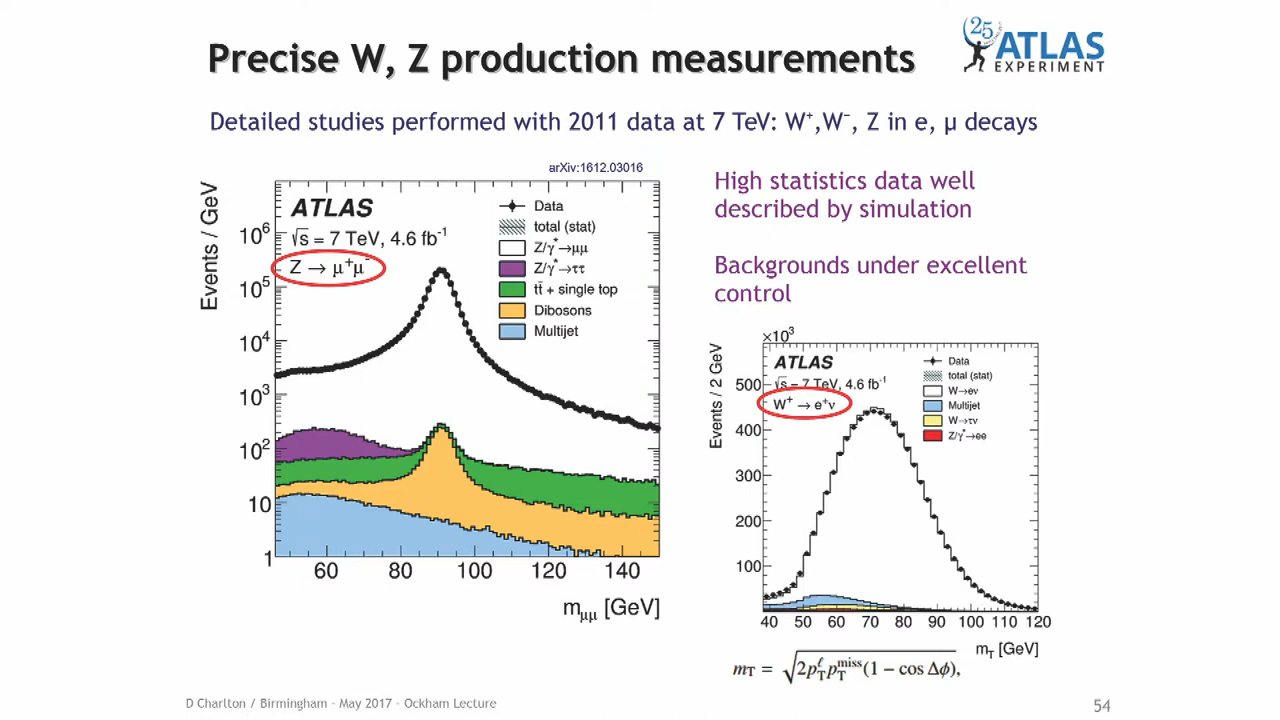 Precise W, Z production measurements
25
ATLAS
EXPERIMENT
Detailed studies performed with 2011 data at 7 TeV: W⁺,W⁻, Z in e, µ decays
arXiv:1612.03016
High statistics data well
described by simulation
Backgrounds under excellent
control
Events / GeV
ATLAS
√s = 7 TeV, 4.6 fb⁻¹
Z → μ⁺μ⁻
Data
total (stat)
Z/γ*→μμ
Z/γ*→ττ
tt̄ + single top
Dibosons
Multijet
10⁶
10⁵
10⁴
10³
10²
10
1
60 80 100 120 140
m_μμ [GeV]
×10³
Events / 2 GeV
ATLAS
√s = 7 TeV, 4.6 fb⁻¹
W⁺ → e⁺ν
Data
total (stat)
W→eν
Multijet
W→τν
Z/γ*→ee
500
400
300
200
100
40 50 60 70 80 90 100 110 120
m_T [GeV]
m_T = √2p_T^ℓ p_T^miss (1 − cos Δϕ),
D Charlton / Birmingham – May 2017 – Ockham Lecture
54